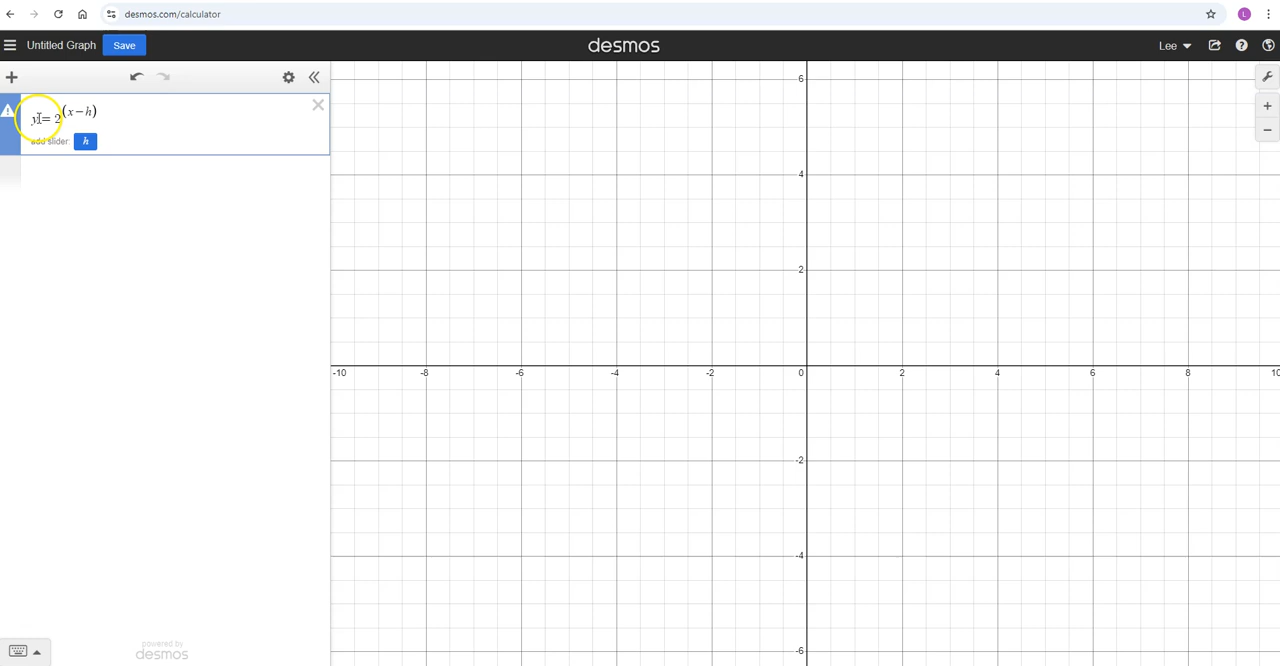 desmos.com/calculator
L
Untitled Graph
Save
desmos
Lee
y = 2^(x−h)
add slider: h
powered by
desmos
6
4
2
-10
-8
-6
-4
-2
0
2
4
6
8
10
-2
-4
-6